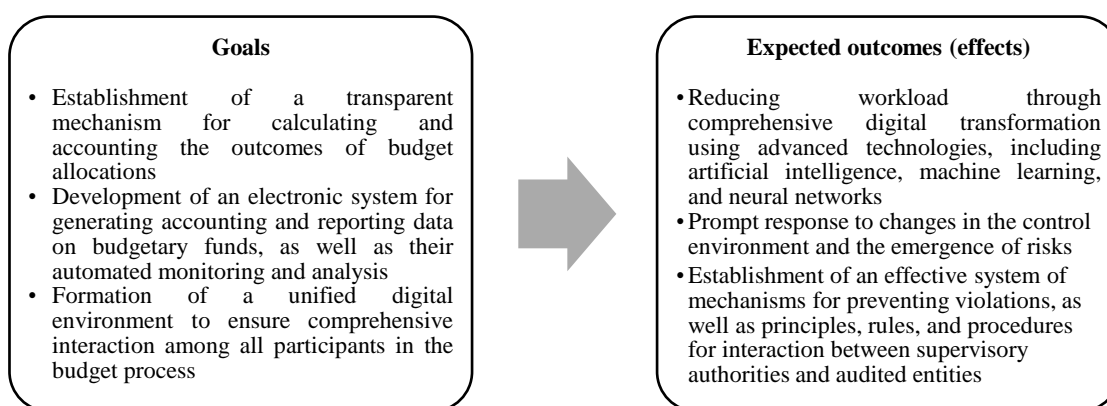 Goals
• Establishment of a transparent
mechanism for calculating and
accounting the outcomes of budget
allocations
• Development of an electronic system for
generating accounting and reporting data
on budgetary funds, as well as their
automated monitoring and analysis
• Formation of a unified digital
environment to ensure comprehensive
interaction among all participants in the
budget process
Expected outcomes (effects)
• Reducing workload through
comprehensive digital transformation
using advanced technologies, including
artificial intelligence, machine learning,
and neural networks
• Prompt response to changes in the control
environment and the emergence of risks
• Establishment of an effective system of
mechanisms for preventing violations, as
well as principles, rules, and procedures
for interaction between supervisory
authorities and audited entities